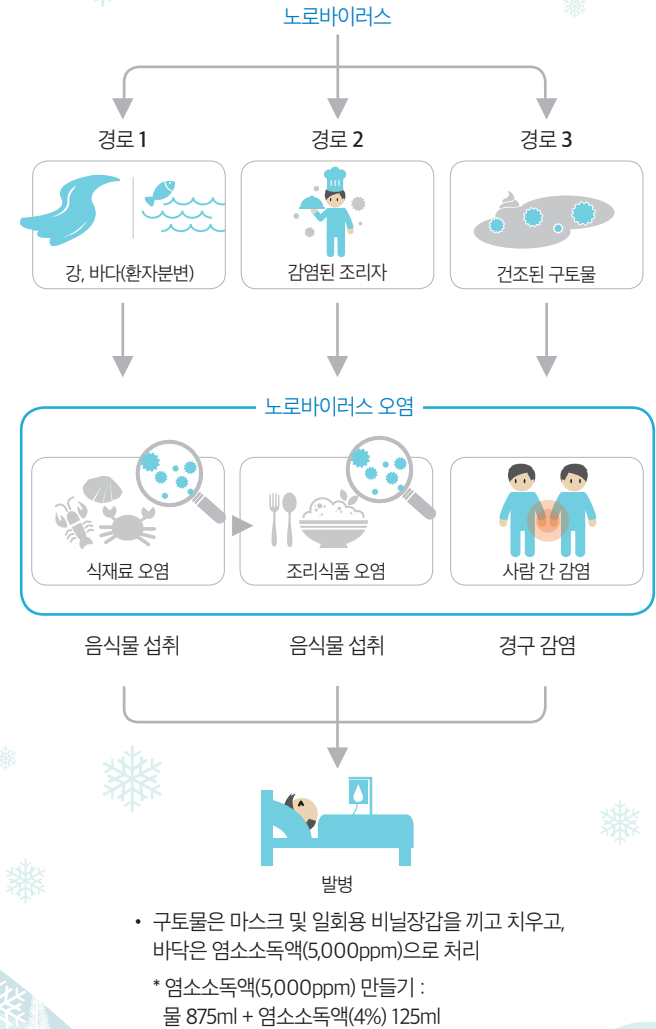 노로바이러스
경로 1
경로 2
경로 3
강, 바다(환자분변)
감염된 조리자
건조된 구토물
노로바이러스 오염
식재료 오염
조리식품 오염
사람 간 감염
음식물 섭취
음식물 섭취
경구 감염
발병
• 구토물은 마스크 및 일회용 비닐장갑을 끼고 치우고,
바닥은 염소소독액(5,000ppm)으로 처리
* 염소소독액(5,000ppm) 만들기 :
물 875ml + 염소소독액(4%) 125ml